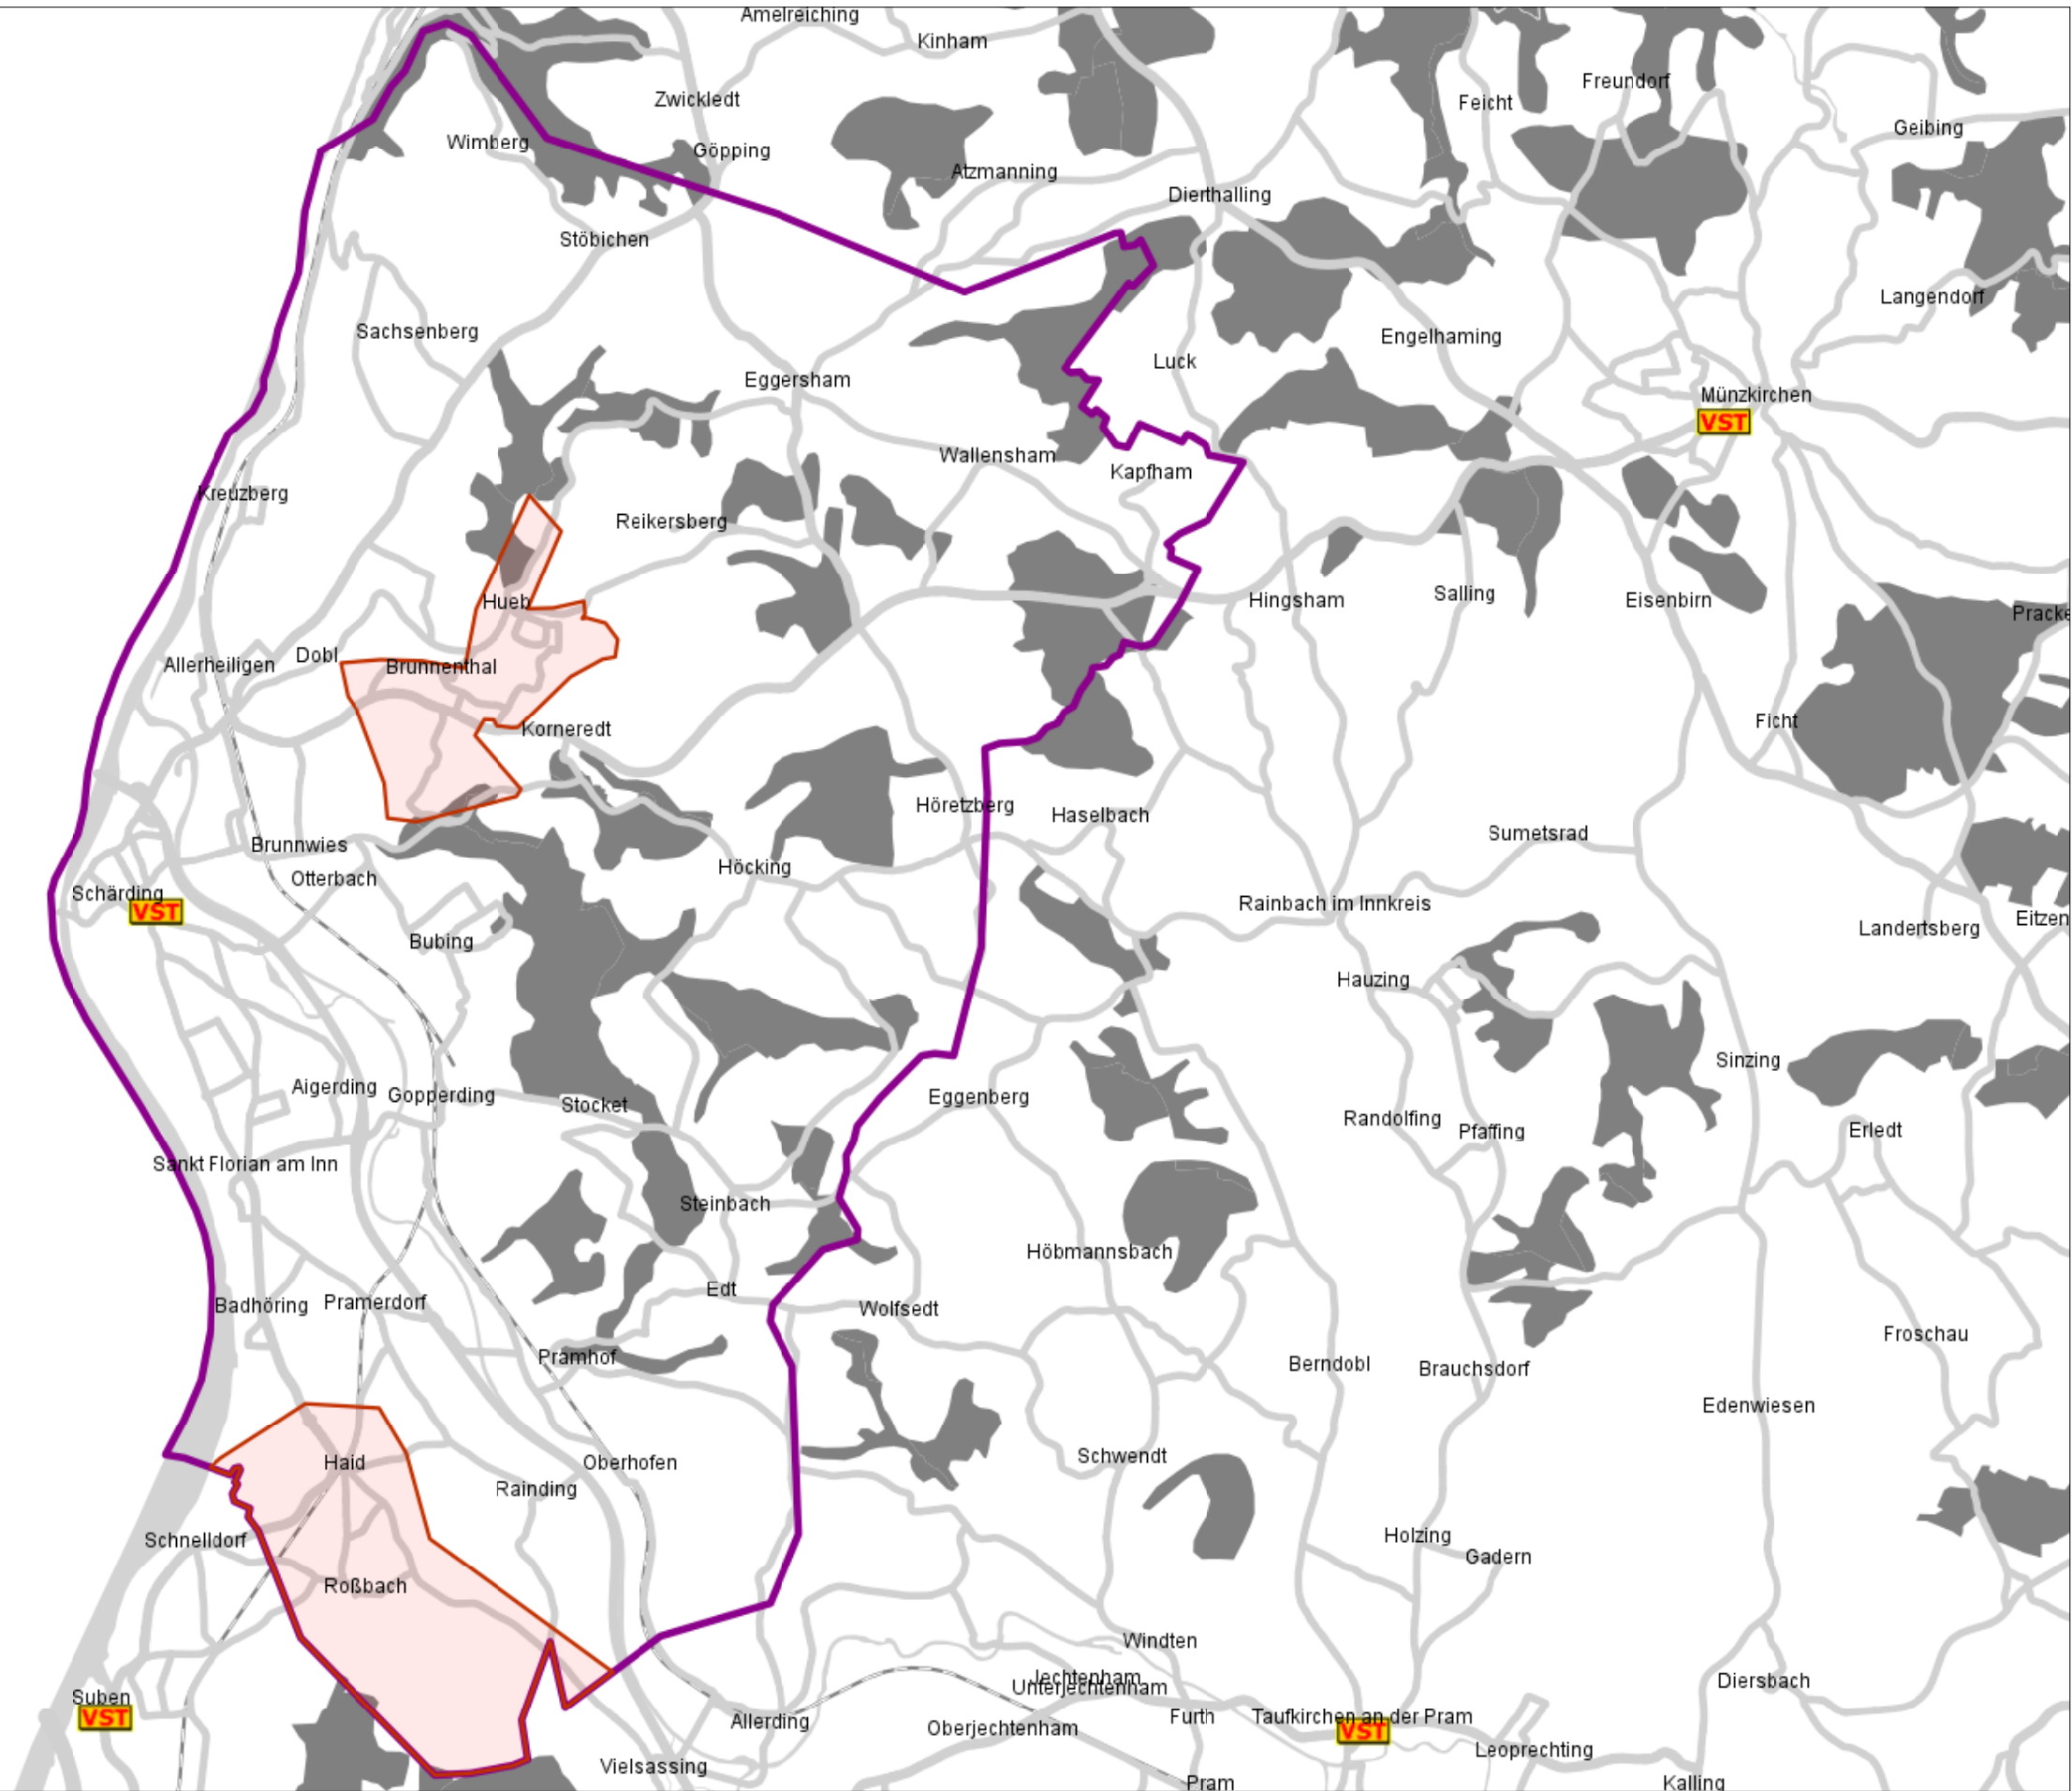 Amelreiching
Kinham
Zwickledt
Freundorf
Feicht
Geibing
Wimberg
Göpping
Atzmanning
Dierthalling
Stöbichen
Langendorf
Sachsenberg
Engelhaming
Luck
Eggersham
Münzkirchen
VST
Wallensham
Kapfham
Kreuzberg
Reikersberg
Hueb
Hingsham
Salling
Eisenbirn
Pracke
Allerheiligen
Dobl
Brunnenthal
Korneredt
Ficht
Höretzberg
Haselbach
Sumetsrad
Brunnwies
Höcking
Otterbach
Schärding
VST
Rainbach im Innkreis
Landertsberg
Eitzen
Bubing
Hauzing
Sinzing
Aigerding
Gopperding
Stocket
Eggenberg
Randolfing
Pfaffing
Erledt
Sankt Florian am Inn
Steinbach
Höbmannsbach
Edt
Badhöring
Pramerdorf
Wolfsedt
Froschau
Pramhof
Berndobl
Brauchsdorf
Edenwiesen
Haid
Oberhofen
Schwendt
Rainding
Schnelldorf
Holzing
Gadern
Roßbach
Windten
Jechtenham
Unterjechtenham
Diersbach
Suben
VST
Allerding
Oberjechtenham
Furth
Taufkirchen an der Pram
VST
Leoprechting
Vielsassing
Pram
Kalling